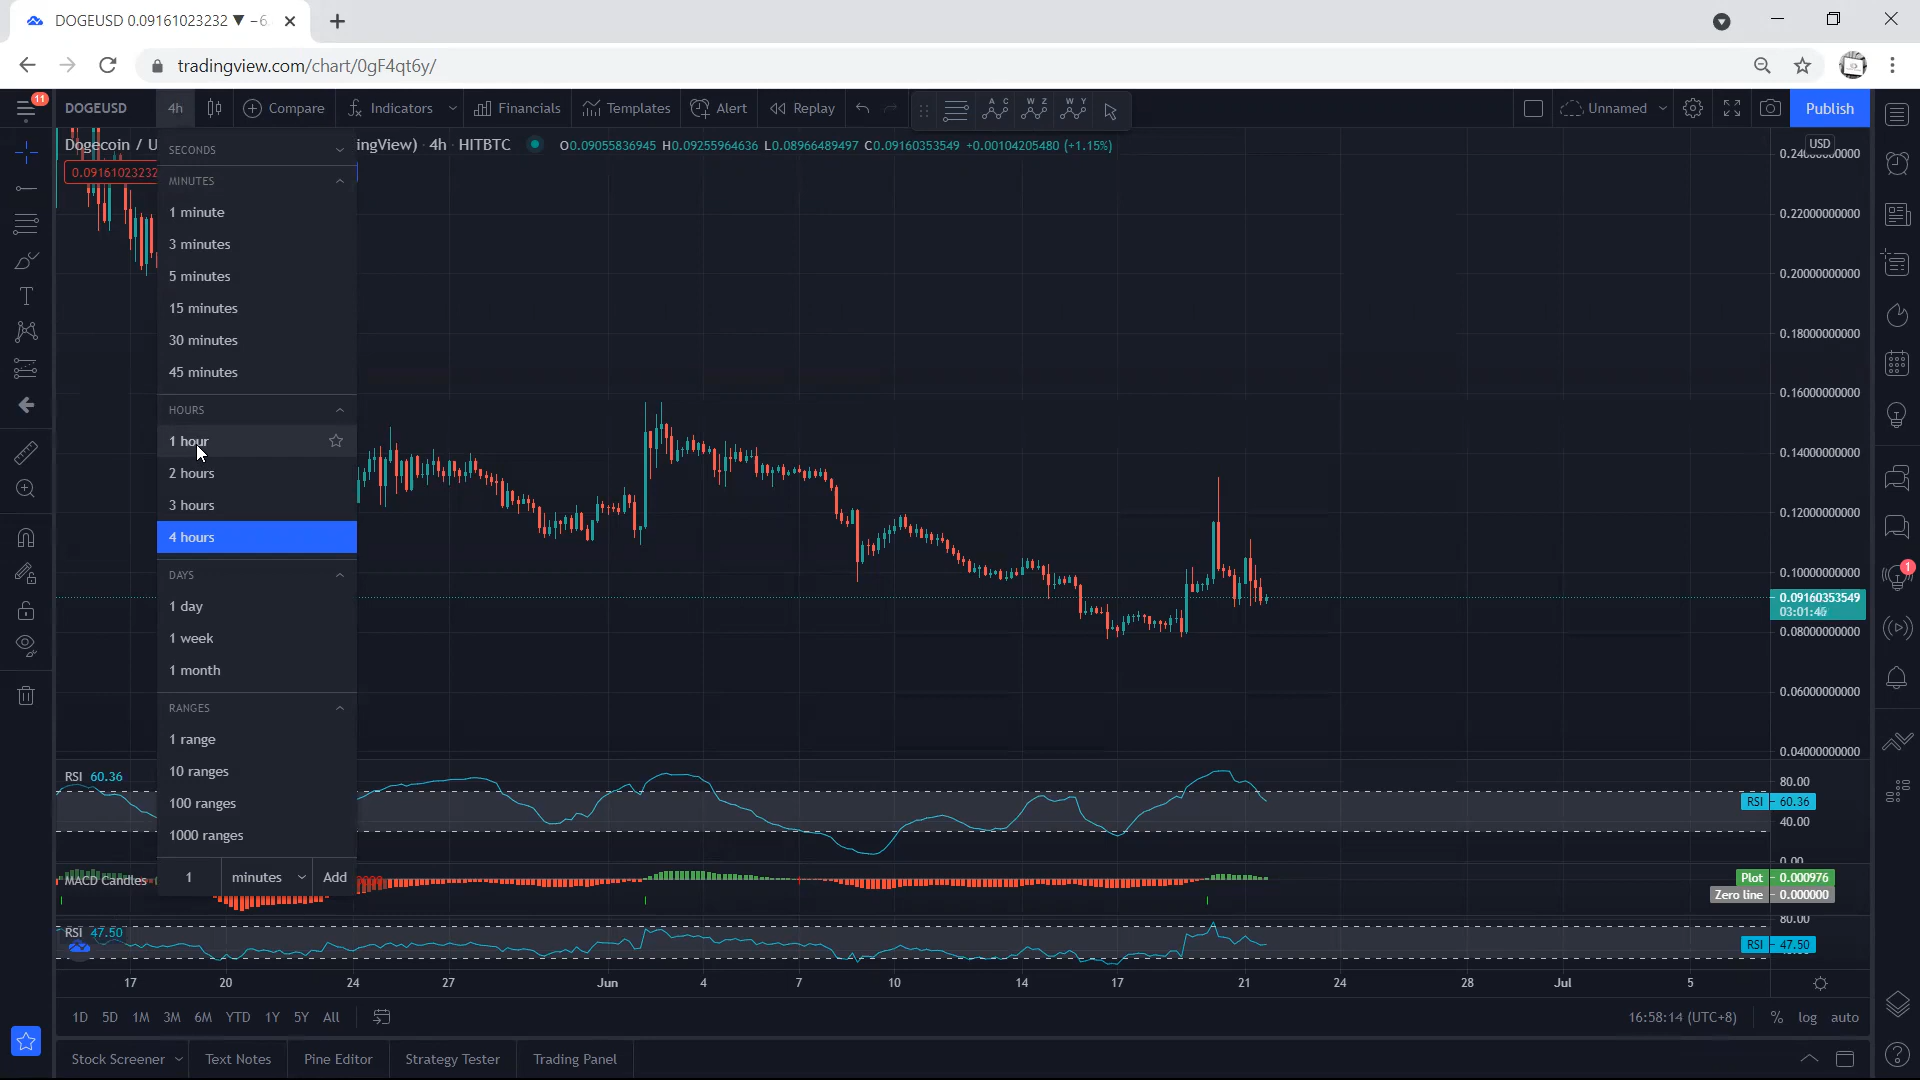 DOGEUSD 0.09161023232 ▼ −6
tradingview.com/chart/0gF4qt6y/
11
DOGEUSD 4h Compare Indicators Financials Templates Alert Replay A C W Z W Y Unnamed Publish
Dogecoin / U ingView) · 4h · HITBTC O0.09055836945 H0.09255964636 L0.08966489497 C0.09160353549 +0.00104205480 (+1.15%)
USD
0.09161023232
SECONDS
MINUTES
1 minute
3 minutes
5 minutes
15 minutes
30 minutes
45 minutes
HOURS
1 hour
2 hours
3 hours
4 hours
DAYS
1 day
1 week
1 month
RANGES
1 range
10 ranges
100 ranges
1000 ranges
1 minutes Add
0.22000000000
0.20000000000
0.18000000000
0.16000000000
0.14000000000
0.12000000000
0.10000000000
0.09160353549
03:01:46
0.08000000000
0.06000000000
0.04000000000
1
RSI 60.36
80.00
RSI 60.36
40.00
0.00
MACD Candles
Plot 0.000976
Zero line 0.000000
RSI 47.50
80.00
RSI 47.50
17 20 24 27 Jun 4 7 10 14 17 21 24 28 Jul 5
1D 5D 1M 3M 6M YTD 1Y 5Y All 16:58:14 (UTC+8) % log auto
Stock Screener Text Notes Pine Editor Strategy Tester Trading Panel